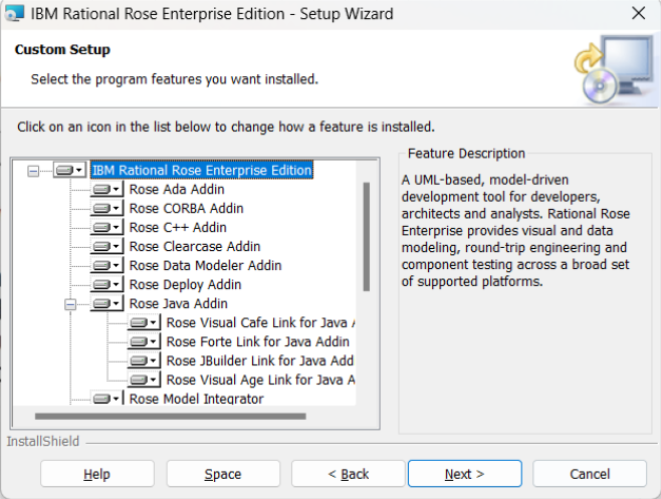 IBM Rational Rose Enterprise Edition - Setup Wizard
Custom Setup
Select the program features you want installed.
Click on an icon in the list below to change how a feature is installed.
IBM Rational Rose Enterprise Edition
Rose Ada Addin
Rose CORBA Addin
Rose C++ Addin
Rose Clearcase Addin
Rose Data Modeler Addin
Rose Deploy Addin
Rose Java Addin
Rose Visual Cafe Link for Java
Rose Forte Link for Java Addin
Rose JBuilder Link for Java Add
Rose Visual Age Link for Java A
Rose Model Integrator
Feature Description
A UML-based, model-driven
development tool for developers,
architects and analysts. Rational Rose
Enterprise provides visual and data
modeling, round-trip engineering and
component testing across a broad set
of supported platforms.
InstallShield
Help
Space
< Back
Next >
Cancel